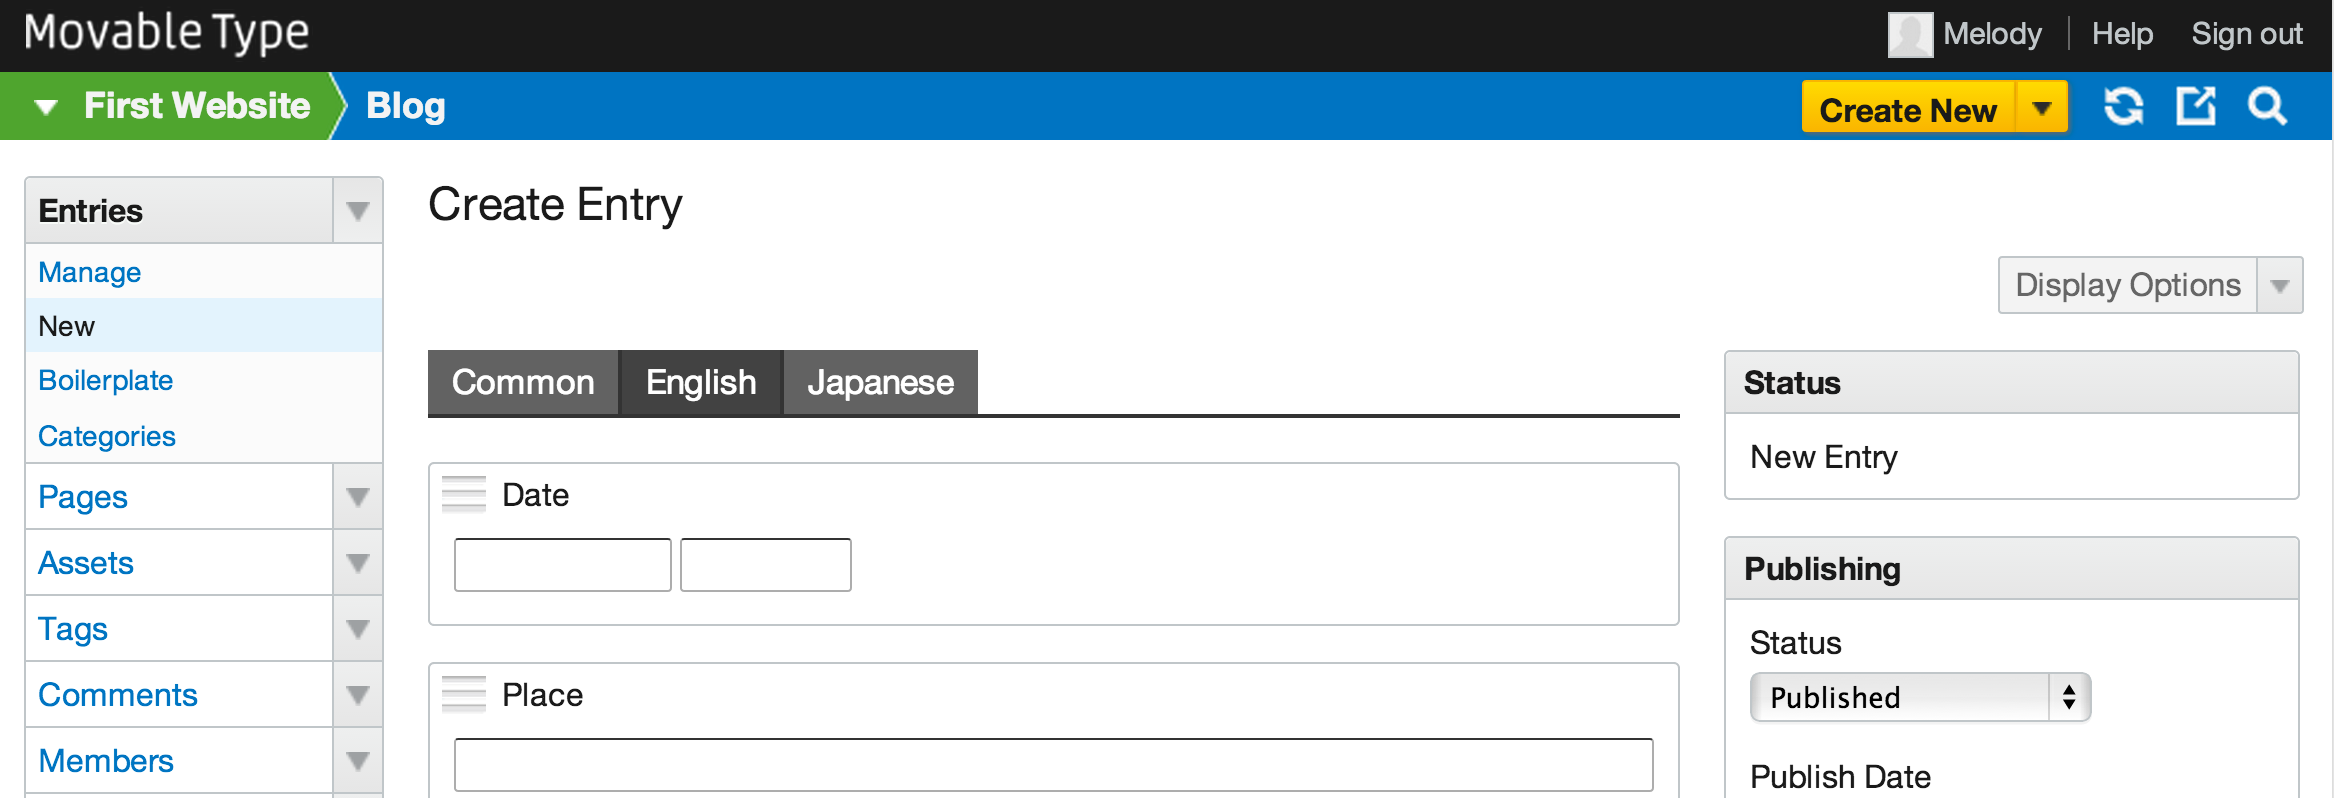 Movable Type
Melody Help Sign out
First Website Blog Create New
Entries
Manage
New
Boilerplate
Categories
Pages
Assets
Tags
Comments
Members
Create Entry
Display Options
Common English Japanese
Date
Place
Status
New Entry
Publishing
Status
Published
Publish Date